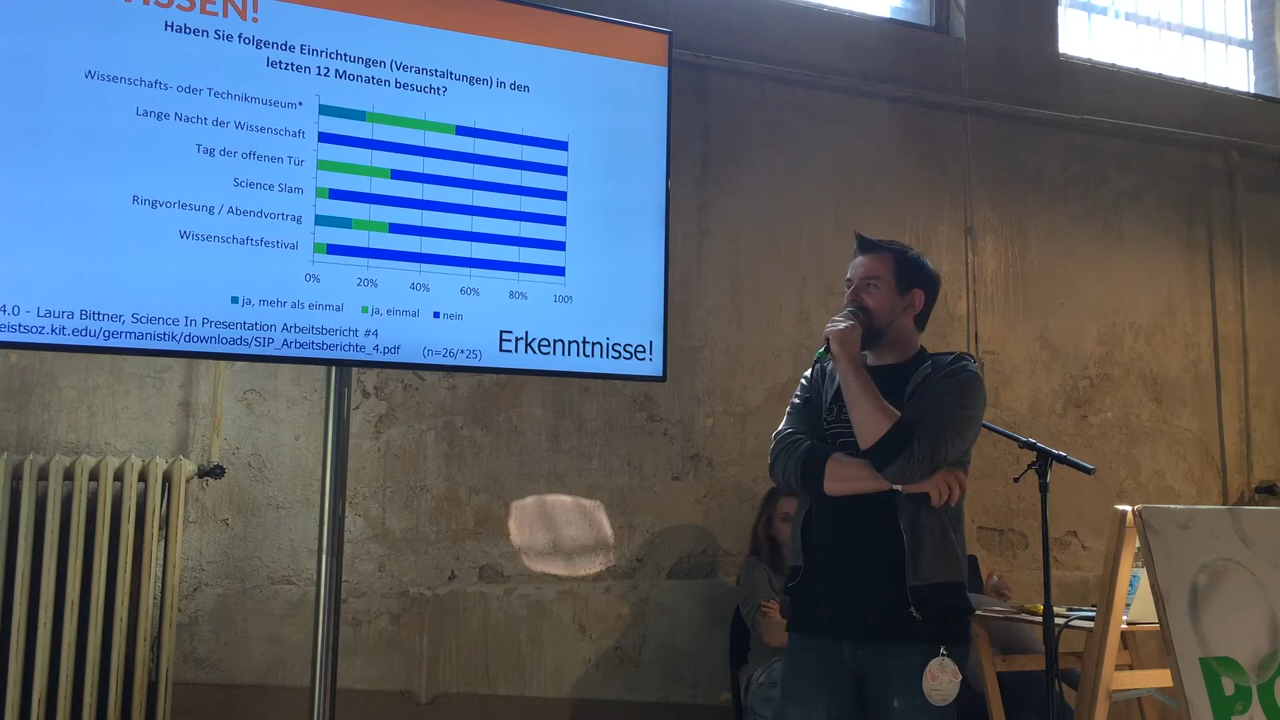 ISSEN!
Haben Sie folgende Einrichtungen (Veranstaltungen) in den
letzten 12 Monaten besucht?
Wissenschafts- oder Technikmuseum*
Lange Nacht der Wissenschaft
Tag der offenen Tür
Science Slam
Ringvorlesung / Abendvortrag
Wissenschaftsfestival
0% 20% 40% 60% 80% 100%
ja, mehr als einmal ja, einmal nein
4.0 - Laura Bittner, Science In Presentation Arbeitsbericht #4
eistsoz.kit.edu/germanistik/downloads/SIP_Arbeitsberichte_4.pdf (n=26/*25)
Erkenntnisse!